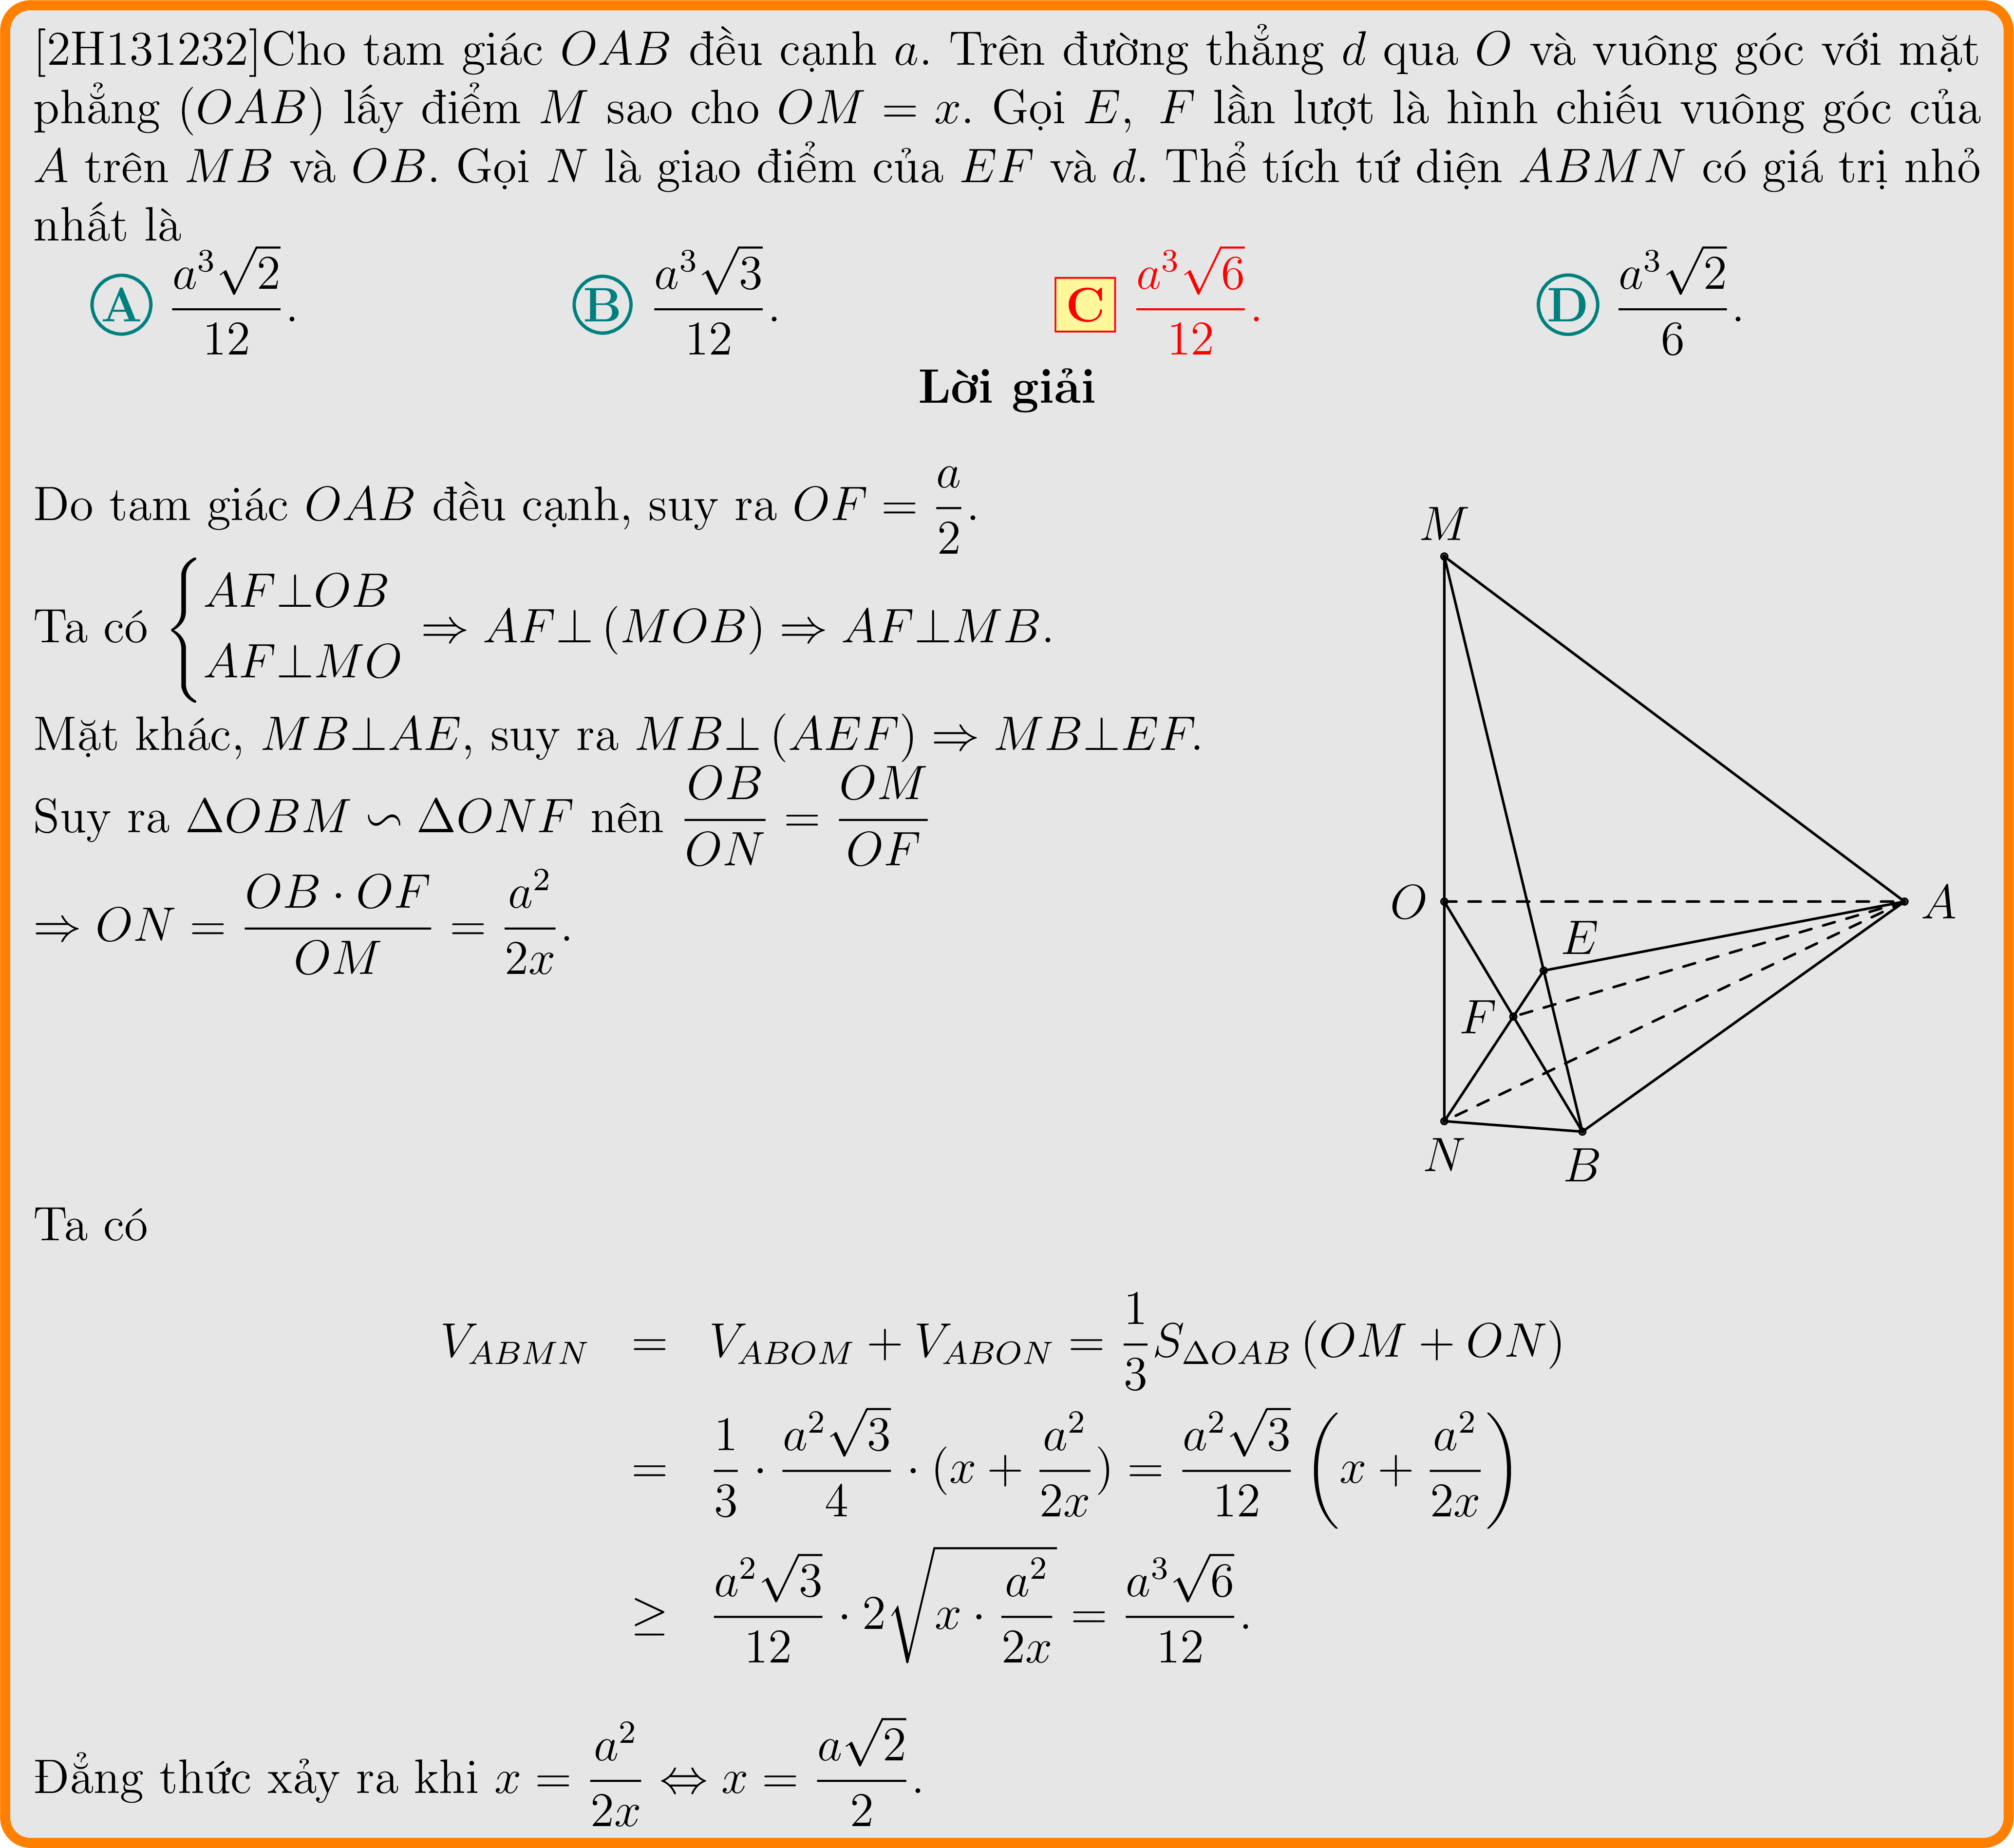 [2H131232]Cho tam giác OAB đều cạnh a. Trên đường thẳng d qua O và vuông góc với mặt
phẳng (OAB) lấy điểm M sao cho OM = x. Gọi E, F lần lượt là hình chiếu vuông góc của
A trên MB và OB. Gọi N là giao điểm của EF và d. Thể tích tứ diện ABMN có giá trị nhỏ
nhất là
A $\frac{a^3\sqrt{2}}{12}$. B $\frac{a^3\sqrt{3}}{12}$. C $\frac{a^3\sqrt{6}}{12}$. D $\frac{a^3\sqrt{2}}{6}$.
Lời giải
Do tam giác OAB đều cạnh, suy ra $OF = \frac{a}{2}$.
Ta có $\begin{cases} AF \perp OB \\ AF \perp MO \end{cases} \Rightarrow AF \perp (MOB) \Rightarrow AF \perp MB$.
Mặt khác, $MB \perp AE$, suy ra $MB \perp (AEF) \Rightarrow MB \perp EF$.
Suy ra $\Delta OBM \backsim \Delta ONF$ nên $\frac{OB}{ON} = \frac{OM}{OF}$
$\Rightarrow ON = \frac{OB \cdot OF}{OM} = \frac{a^2}{2x}$.
M
O
A
E
F
N
B
Ta có
$V_{ABMN} = V_{ABOM} + V_{ABON} = \frac{1}{3} S_{\Delta OAB} (OM + ON)$
$= \frac{1}{3} \cdot \frac{a^2\sqrt{3}}{4} \cdot (x + \frac{a^2}{2x}) = \frac{a^2\sqrt{3}}{12} \left(x + \frac{a^2}{2x}\right)$
$\geq \frac{a^2\sqrt{3}}{12} \cdot 2\sqrt{x \cdot \frac{a^2}{2x}} = \frac{a^3\sqrt{6}}{12}$.
Đẳng thức xảy ra khi $x = \frac{a^2}{2x} \Leftrightarrow x = \frac{a\sqrt{2}}{2}$.